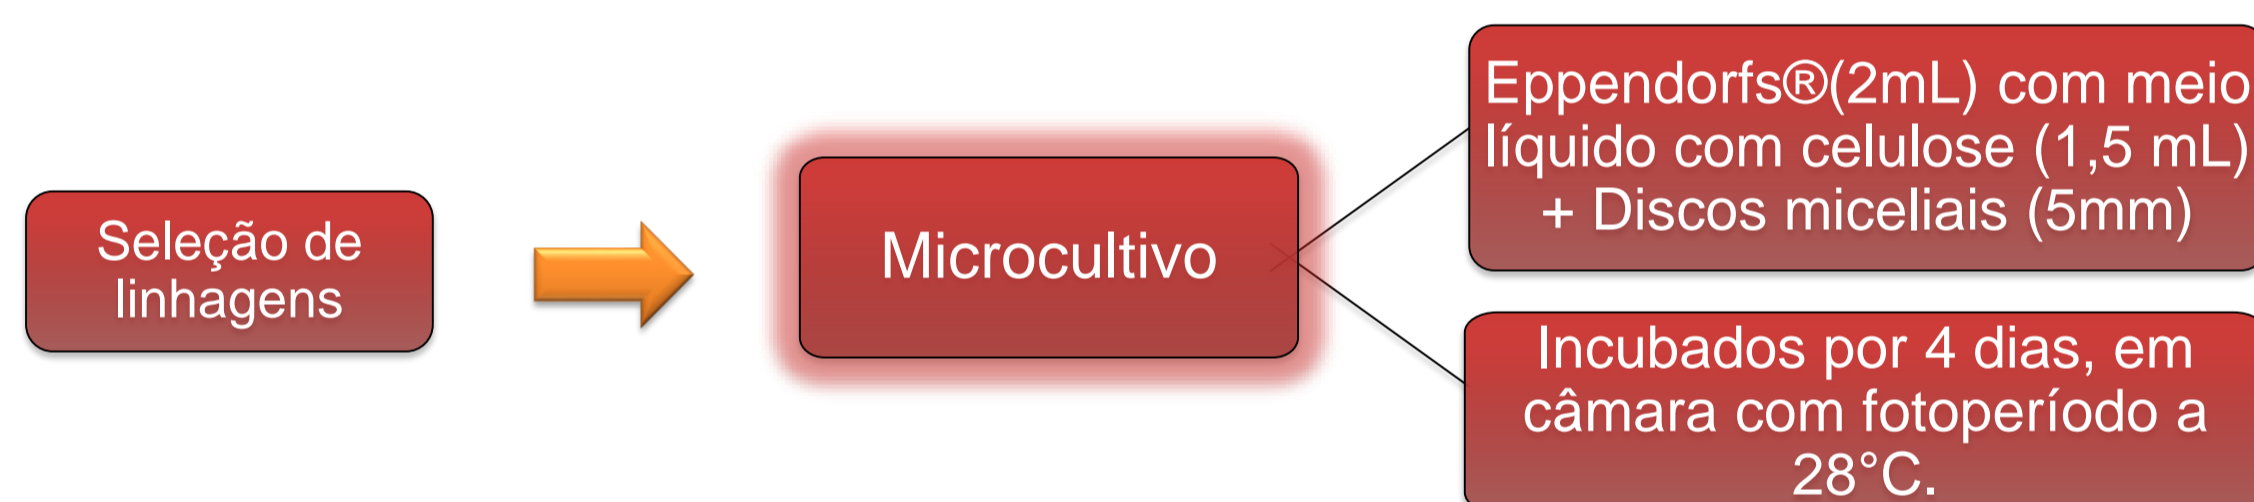 Seleção de
linhagens
Microcultivo
Eppendorfs®(2mL) com meio
líquido com celulose (1,5 mL)
+ Discos miceliais (5mm)
Incubados por 4 dias, em
câmara com fotoperíodo a
28°C.